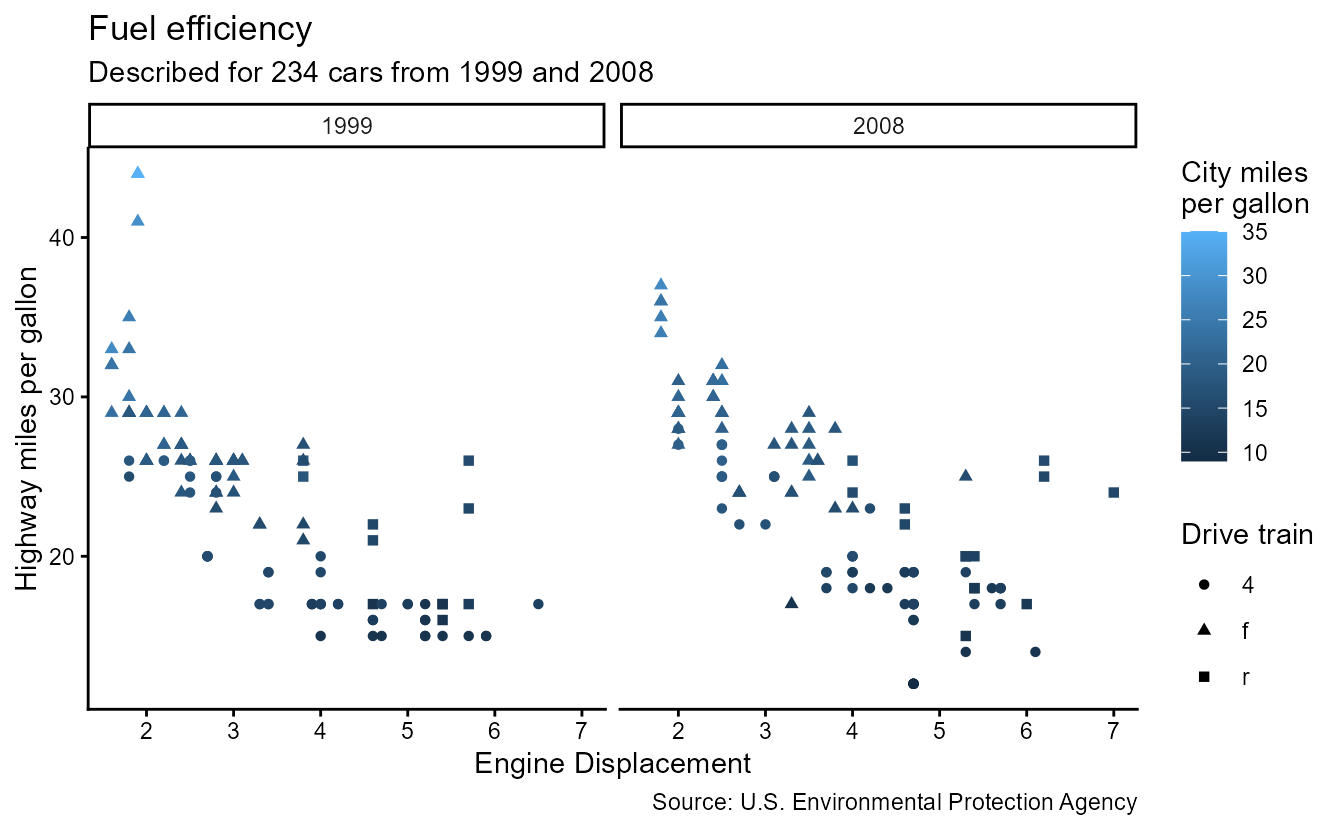 Fuel efficiency
Described for 234 cars from 1999 and 2008
1999
2008
Highway miles per gallon
40
30
20
2 3 4 5 6 7
2 3 4 5 6 7
Engine Displacement
Source: U.S. Environmental Protection Agency
City miles
per gallon
35
30
25
20
15
10
Drive train
4
f
r